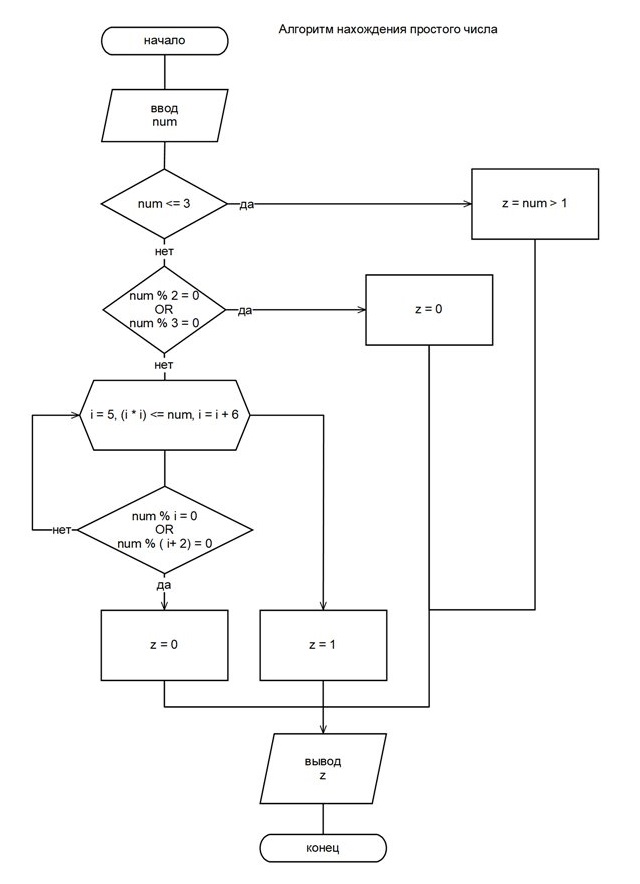 Алгоритм нахождения простого числа
начало
ввод
num
num <= 3
да
z = num > 1
нет
num % 2 = 0
OR
num % 3 = 0
да
z = 0
нет
i = 5, (i * i) <= num, i = i + 6
num % i = 0
OR
num % ( i+ 2) = 0
нет
да
z = 0
z = 1
вывод
z
конец